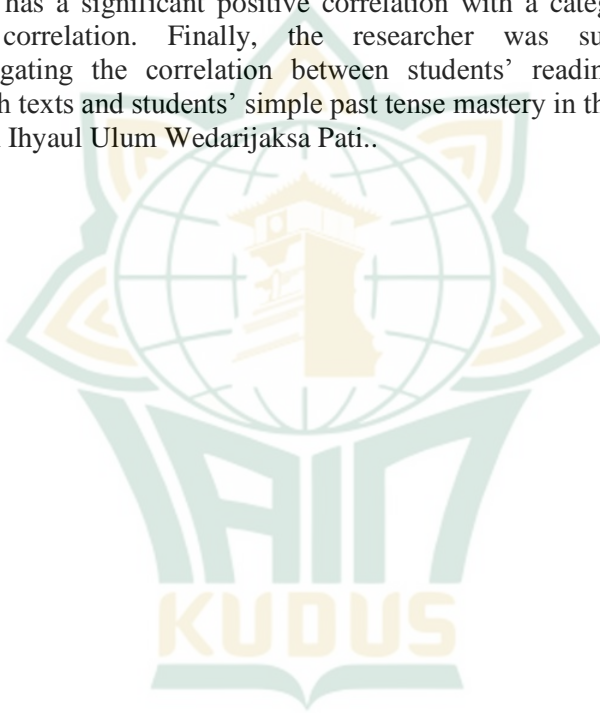 has a significant positive correlation with a categ
correlation. Finally, the researcher was su
gating the correlation between students' readin
h texts and students' simple past tense mastery in th
Ihyaul Ulum Wedarijaksa Pati..
IAIN
KUDUS